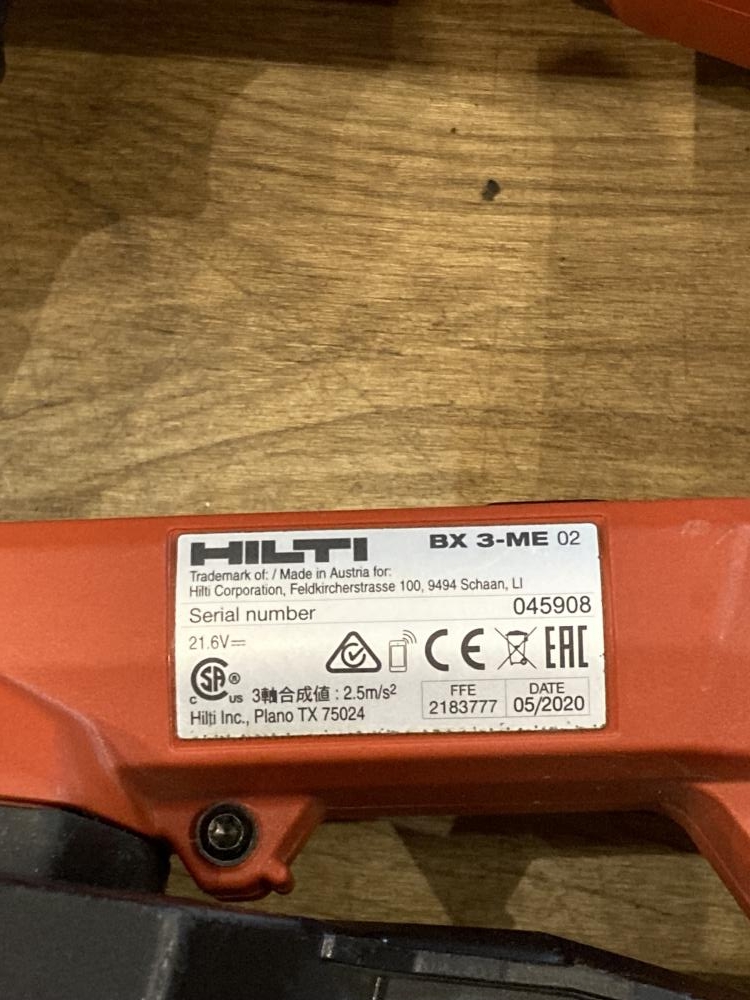 HILTI BX 3-ME 02
Trademark of: / Made in Austria for:
Hilti Corporation, Feldkircherstrasse 100, 9494 Schaan, LI
Serial number 045908
21.6V⎓
CE EAC
C SA® US 3軸合成値 : 2.5m/s²
FFE 2183777 DATE 05/2020
Hilti Inc., Plano TX 75024